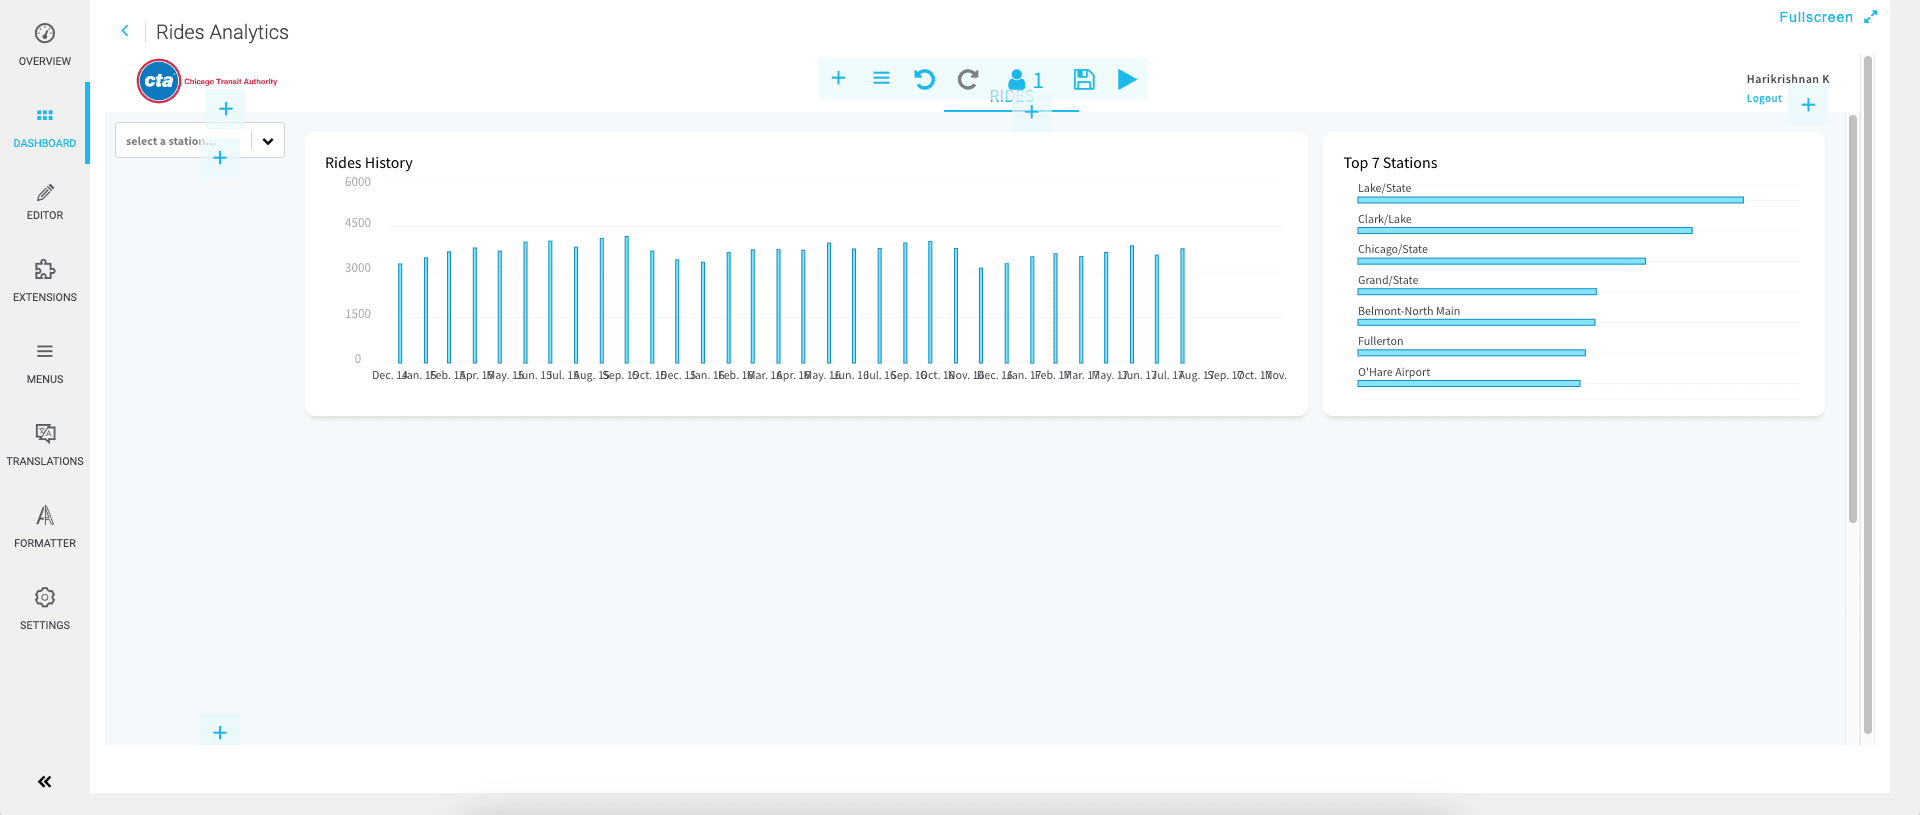 Fullscreen
Rides Analytics
OVERVIEW
DASHBOARD
EDITOR
EXTENSIONS
MENUS
TRANSLATIONS
FORMATTER
SETTINGS
cta Chicago Transit Authority
1
RIDES
Harikrishnan K
Logout
select a station...
Rides History
6000
4500
3000
1500
0
Dec. 14 Jan. 15 Feb. 15 Apr. 15 May. 15 Jun. 15 Jul. 15 Aug. 15 Sep. 15 Oct. 15 Dec. 15 Jan. 16 Feb. 16 Mar. 16 Apr. 16 May. 16 Jun. 16 Jul. 16 Sep. 16 Oct. 16 Nov. 16 Dec. 16 Jan. 17 Feb. 17 Mar. 17 May. 17 Jun. 17 Jul. 17 Aug. 17 Sep. 17 Oct. 17 Nov.
Top 7 Stations
Lake/State
Clark/Lake
Chicago/State
Grand/State
Belmont-North Main
Fullerton
O'Hare Airport